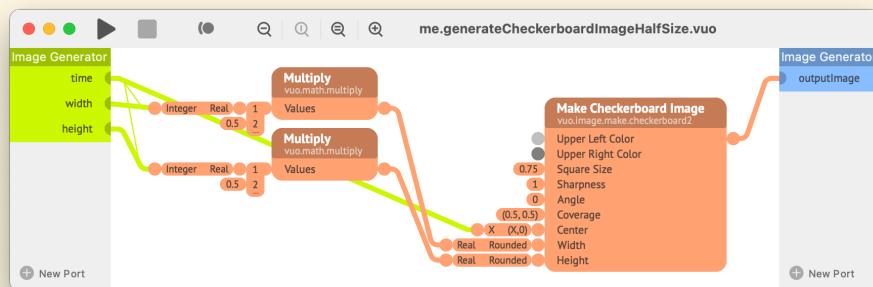 me.generateCheckerboardImageHalfSize.vuo
Image Generator
time
width
height
New Port
Multiply
vuo.math.multiply
Integer Real 1 Values
0.5 2
Multiply
vuo.math.multiply
Integer Real 1 Values
0.5 2
Make Checkerboard Image
vuo.image.make.checkerboard2
Upper Left Color
Upper Right Color
0.75 Square Size
1 Sharpness
0 Angle
(0.5, 0.5) Coverage
X (X,0) Center
Real Rounded Width
Real Rounded Height
Image Generato
outputImage
New Port